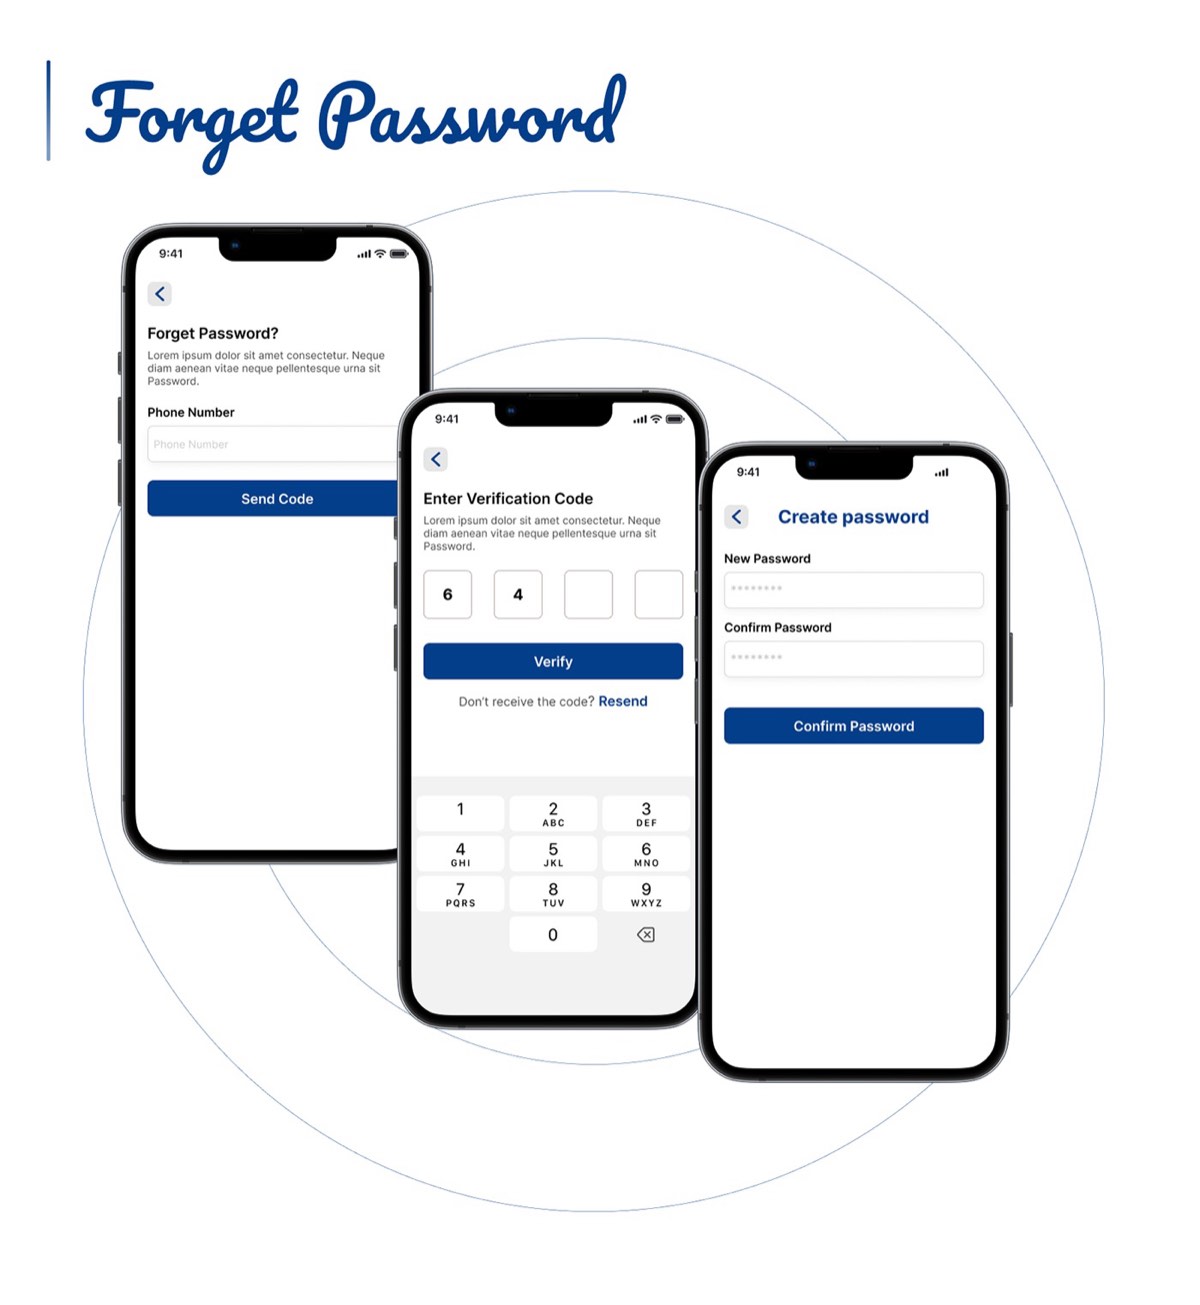 Forget Password
9:41
Forget Password?
Lorem ipsum dolor sit amet consectetur. Neque
diam aenean vitae neque pellentesque urna sit
Password.
Phone Number
Phone Number
Send Code
9:41
Enter Verification Code
Lorem ipsum dolor sit amet consectetur. Neque
diam aenean vitae neque pellentesque urna sit
Password.
6 4
Verify
Don't receive the code? Resend
1 2 3
ABC DEF
4 5 6
GHI JKL MNO
7 8 9
PQRS TUV WXYZ
0
9:41
Create password
New Password
********
Confirm Password
********
Confirm Password